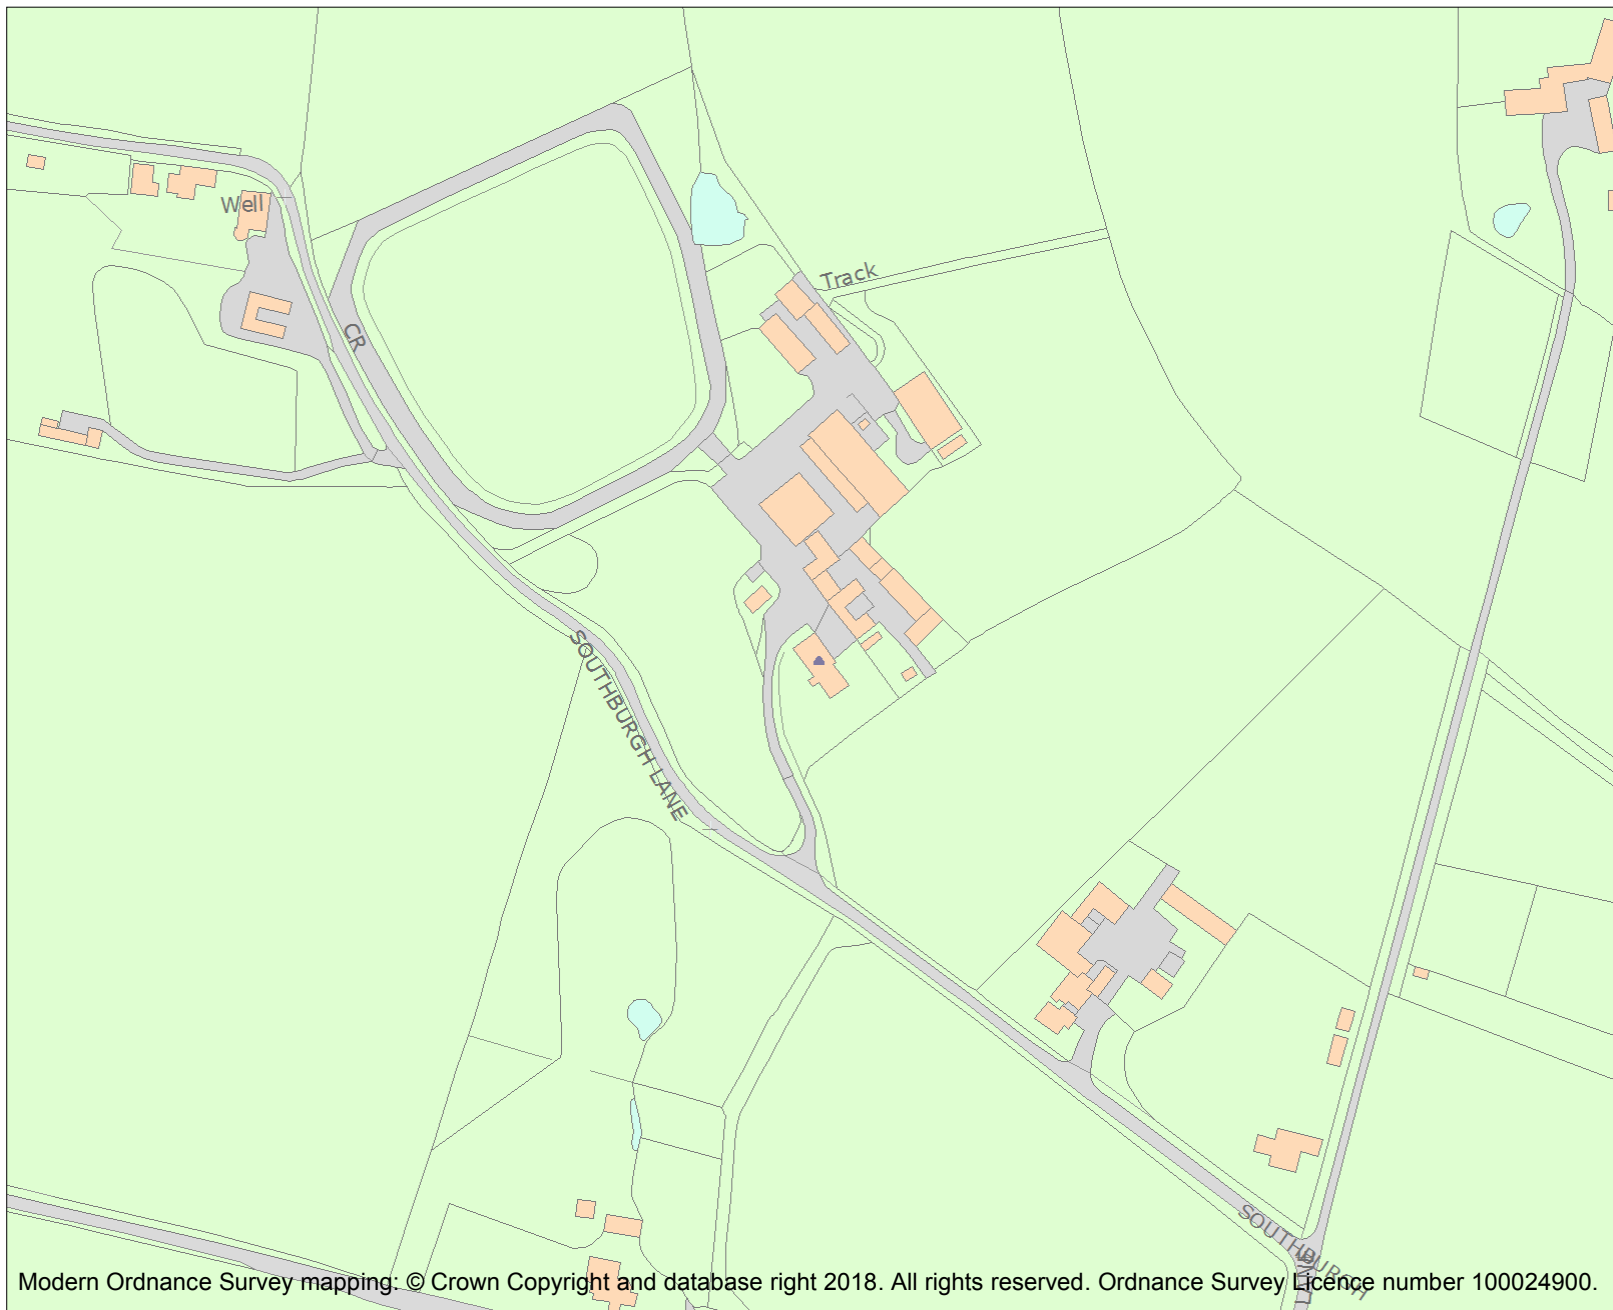 Well
Track
CR
SOUTHBURGH LANE
SOUTHBURGH
Modern Ordnance Survey mapping: © Crown Copyright and database right 2018. All rights reserved. Ordnance Survey Licence number 100024900.